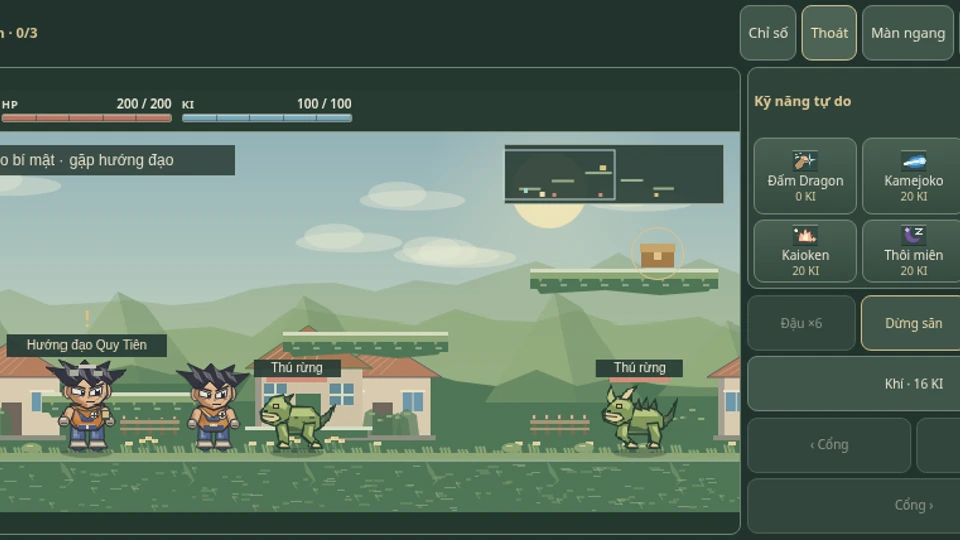 n · 0/3
Chỉ số
Thoát
Màn ngang
HP 200 / 200 KI 100 / 100
o bí mật · gặp hướng đạo
Kỹ năng tự do
Đấm Dragon
0 KI
Kamejoko
20 KI
Kaioken
20 KI
Thôi miên
20 KI
!
Hướng đạo Quy Tiên
Thú rừng
Thú rừng
Đậu ×6
Dừng săn
Khí · 16 KI
‹ Cổng
Cổng ›